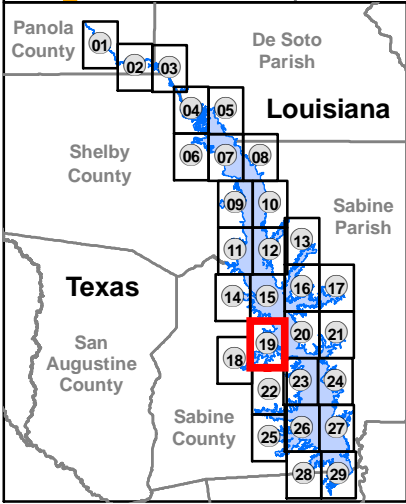 Panola
County
01
02
03
De Soto
Parish
04
05
Louisiana
Shelby
County
06
07
08
09
10
Sabine
Parish
11
12
13
Texas
14
15
16
17
San
Augustine
County
18
19
20
21
Sabine
County
22
23
24
25
26
27
28
29